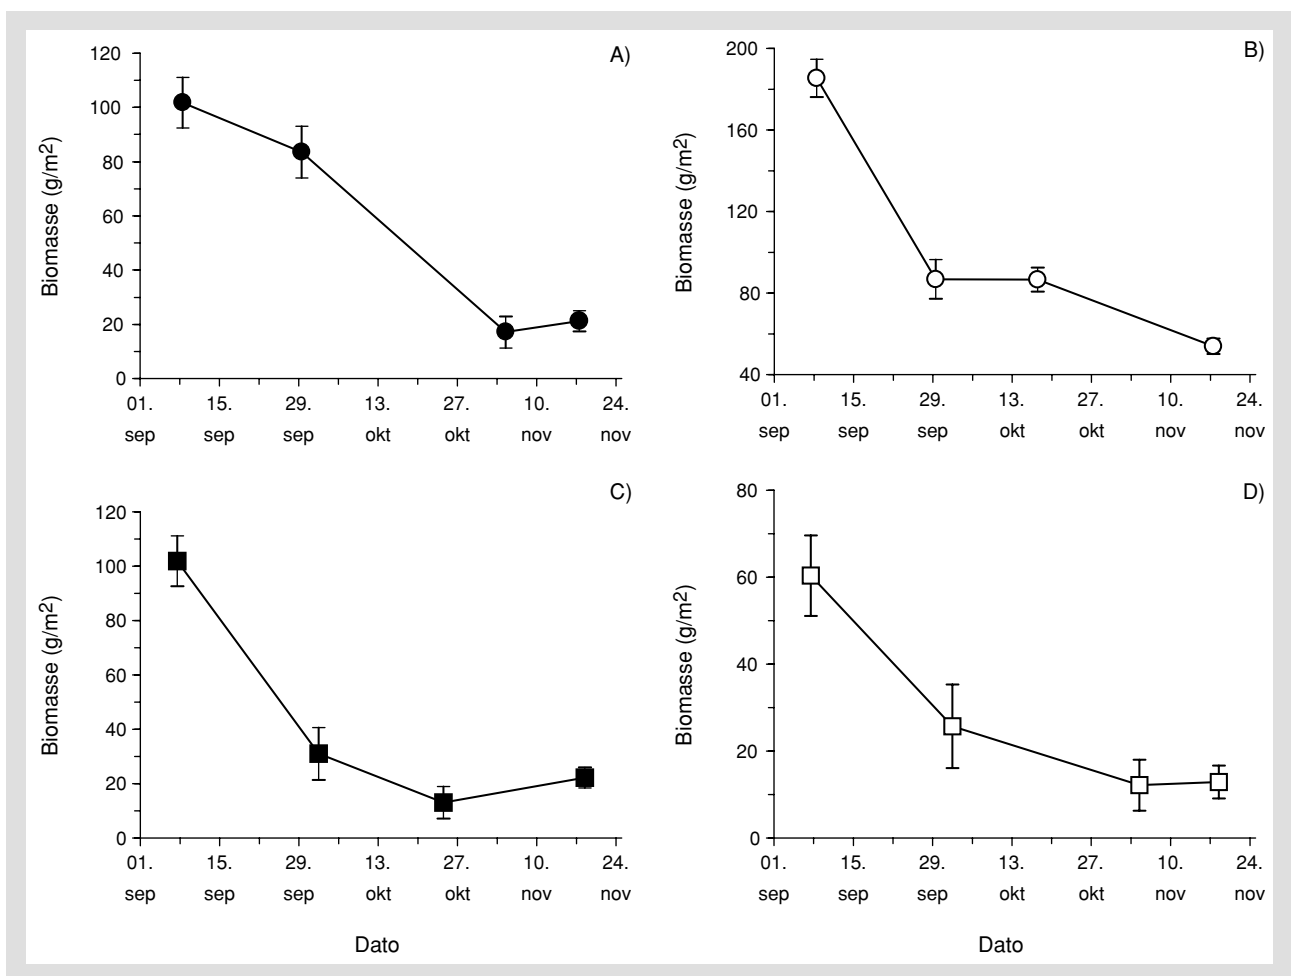 A)
120
100
80
60
40
20
0
Biomasse (g/m2)
01. 15. 29. 13. 27. 10. 24.
sep sep sep okt okt nov nov
B)
200
160
120
80
40
Biomasse (g/m2)
01. 15. 29. 13. 27. 10. 24.
sep sep sep okt okt nov nov
C)
120
100
80
60
40
20
0
Biomasse (g/m2)
01. 15. 29. 13. 27. 10. 24.
sep sep sep okt okt nov nov
Dato
D)
80
60
40
20
0
Biomasse (g/m2)
01. 15. 29. 13. 27. 10. 24.
sep sep sep okt okt nov nov
Dato